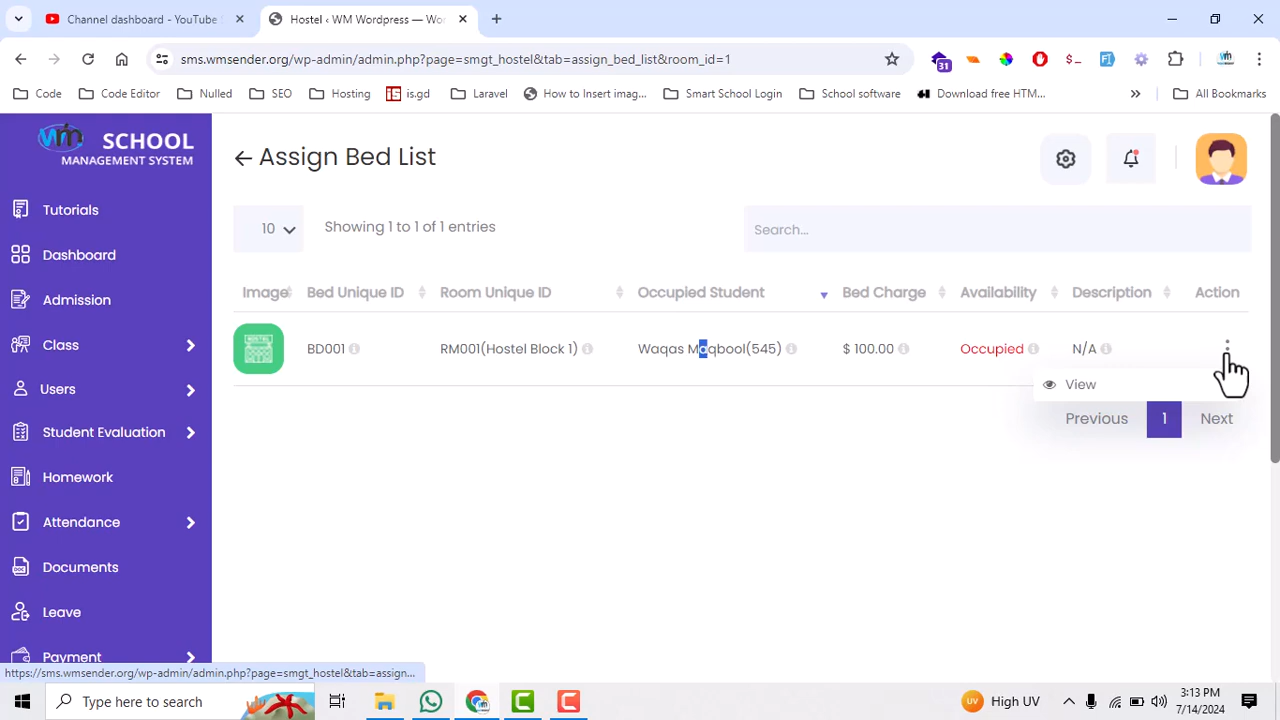 Channel dashboard - YouTube
Hostel ‹ WM Wordpress — Wor
sms.wmsender.org/wp-admin/admin.php?page=smgt_hostel&tab=assign_bed_list&room_id=1
31
Code
Code Editor
Nulled
SEO
Hosting
is.gd
Laravel
How to Insert imag...
Smart School Login
School software
Download free HTM...
All Bookmarks
wm SCHOOL
MANAGEMENT SYSTEM
Assign Bed List
Tutorials
Dashboard
Admission
Class
Users
Student Evaluation
Homework
Attendance
Documents
Leave
Payment
10
Showing 1 to 1 of 1 entries
Search...
Image Bed Unique ID Room Unique ID Occupied Student Bed Charge Availability Description Action
HOSTEL
BD001 RM001(Hostel Block 1) Waqas Maqbool(545) $ 100.00 Occupied N/A
View
Previous 1 Next
https://sms.wmsender.org/wp-admin/admin.php?page=smgt_hostel&tab=assign...
Type here to search
UV
High UV
3:13 PM
7/14/2024